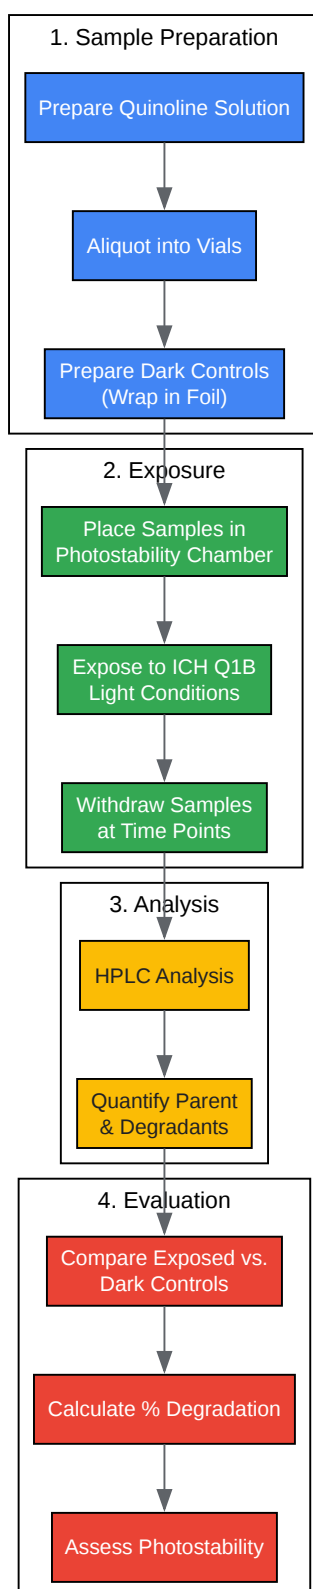 1. Sample Preparation
Prepare Quinoline Solution
Aliquot into Vials
Prepare Dark Controls
(Wrap in Foil)
2. Exposure
Place Samples in
Photostability Chamber
Expose to ICH Q1B
Light Conditions
Withdraw Samples
at Time Points
3. Analysis
HPLC Analysis
Quantify Parent
& Degradants
4. Evaluation
Compare Exposed vs.
Dark Controls
Calculate % Degradation
Assess Photostability